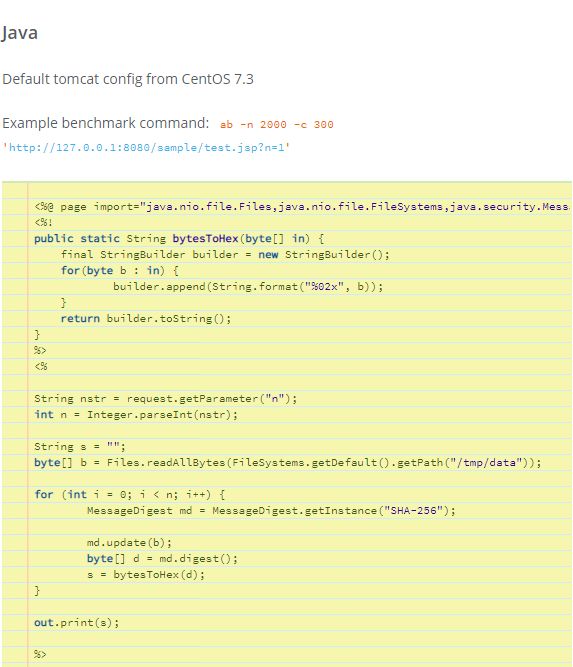 Java
Default tomcat config from CentOS 7.3
Example benchmark command: ab -n 2000 -c 300
'http://127.0.0.1:8080/sample/test.jsp?n=1'
<%@ page import="java.nio.file.Files,java.nio.file.FileSystems,java.security.Mess
<%!
public static String bytesToHex(byte[] in) {
    final StringBuilder builder = new StringBuilder();
    for(byte b : in) {
            builder.append(String.format("%02x", b));
    }
    return builder.toString();
}
%>
<%
String nstr = request.getParameter("n");
int n = Integer.parseInt(nstr);
String s = "";
byte[] b = Files.readAllBytes(FileSystems.getDefault().getPath("/tmp/data"));
for (int i = 0; i < n; i++) {
        MessageDigest md = MessageDigest.getInstance("SHA-256");
        md.update(b);
        byte[] d = md.digest();
        s = bytesToHex(d);
}
out.print(s);
%>